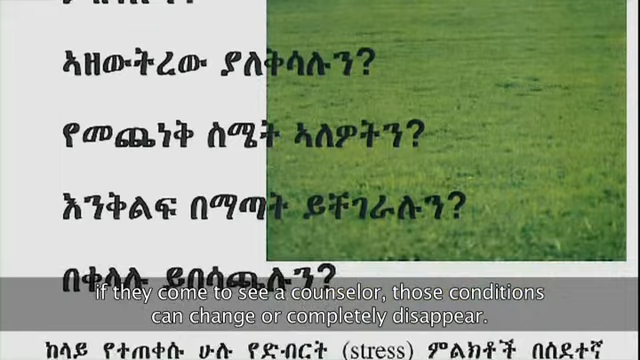 ኣዘውትረው ያለቅሳሉን?
የመጨነቅ ስሜት ኣለዎትን?
እንቅልፍ በማጣት ይቸገራሉን?
በቀላሉ ይበሳጫሉን?
if they come to see a counselor, those conditions
can change or completely disappear.
ከላይ የተጠቀሱ ሁሉ የድብርት (stress) ምልክቶች በስደተኛ